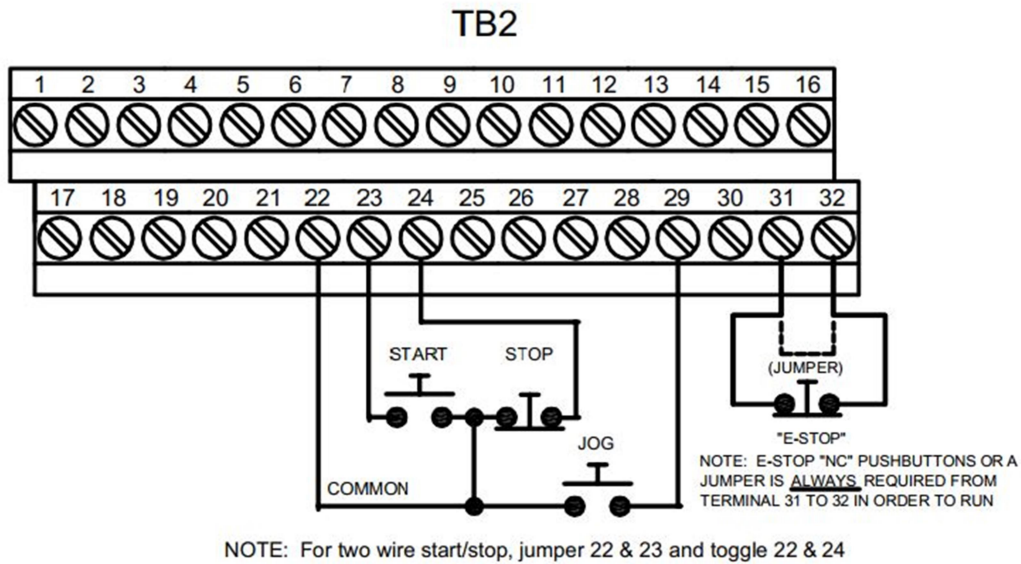 TB2
1 2 3 4 5 6 7 8 9 10 11 12 13 14 15 16
17 18 19 20 21 22 23 24 25 26 27 28 29 30 31 32
START
STOP
(JUMPER)
"E-STOP"
JOG
COMMON
NOTE: E-STOP "NC" PUSHBUTTONS OR A
JUMPER IS ALWAYS REQUIRED FROM
TERMINAL 31 TO 32 IN ORDER TO RUN
NOTE: For two wire start/stop, jumper 22 & 23 and toggle 22 & 24